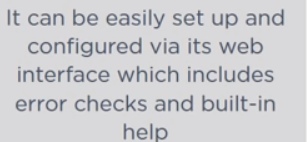 It can be easily set up and
configured via its web
interface which includes
error checks and built-in
help